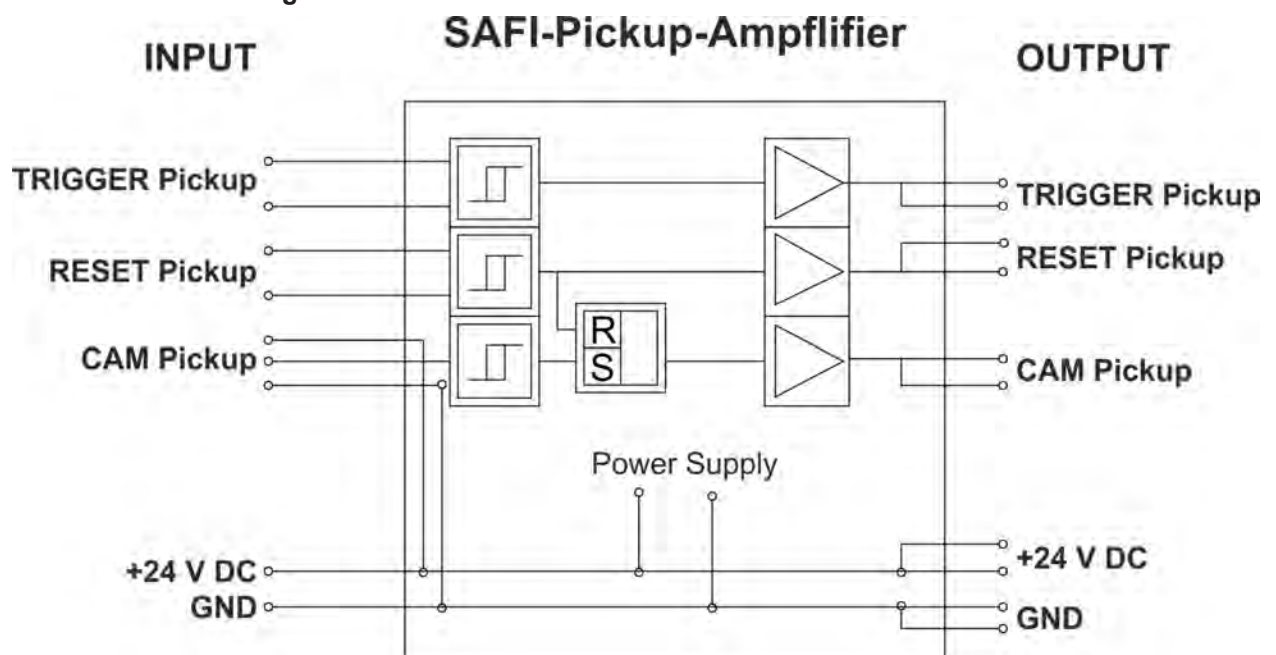 SAFI-Pickup-Ampflifier
INPUT
OUTPUT
TRIGGER Pickup
TRIGGER Pickup
RESET Pickup
RESET Pickup
R
S
CAM Pickup
CAM Pickup
Power Supply
+24 V DC
+24 V DC
GND
GND